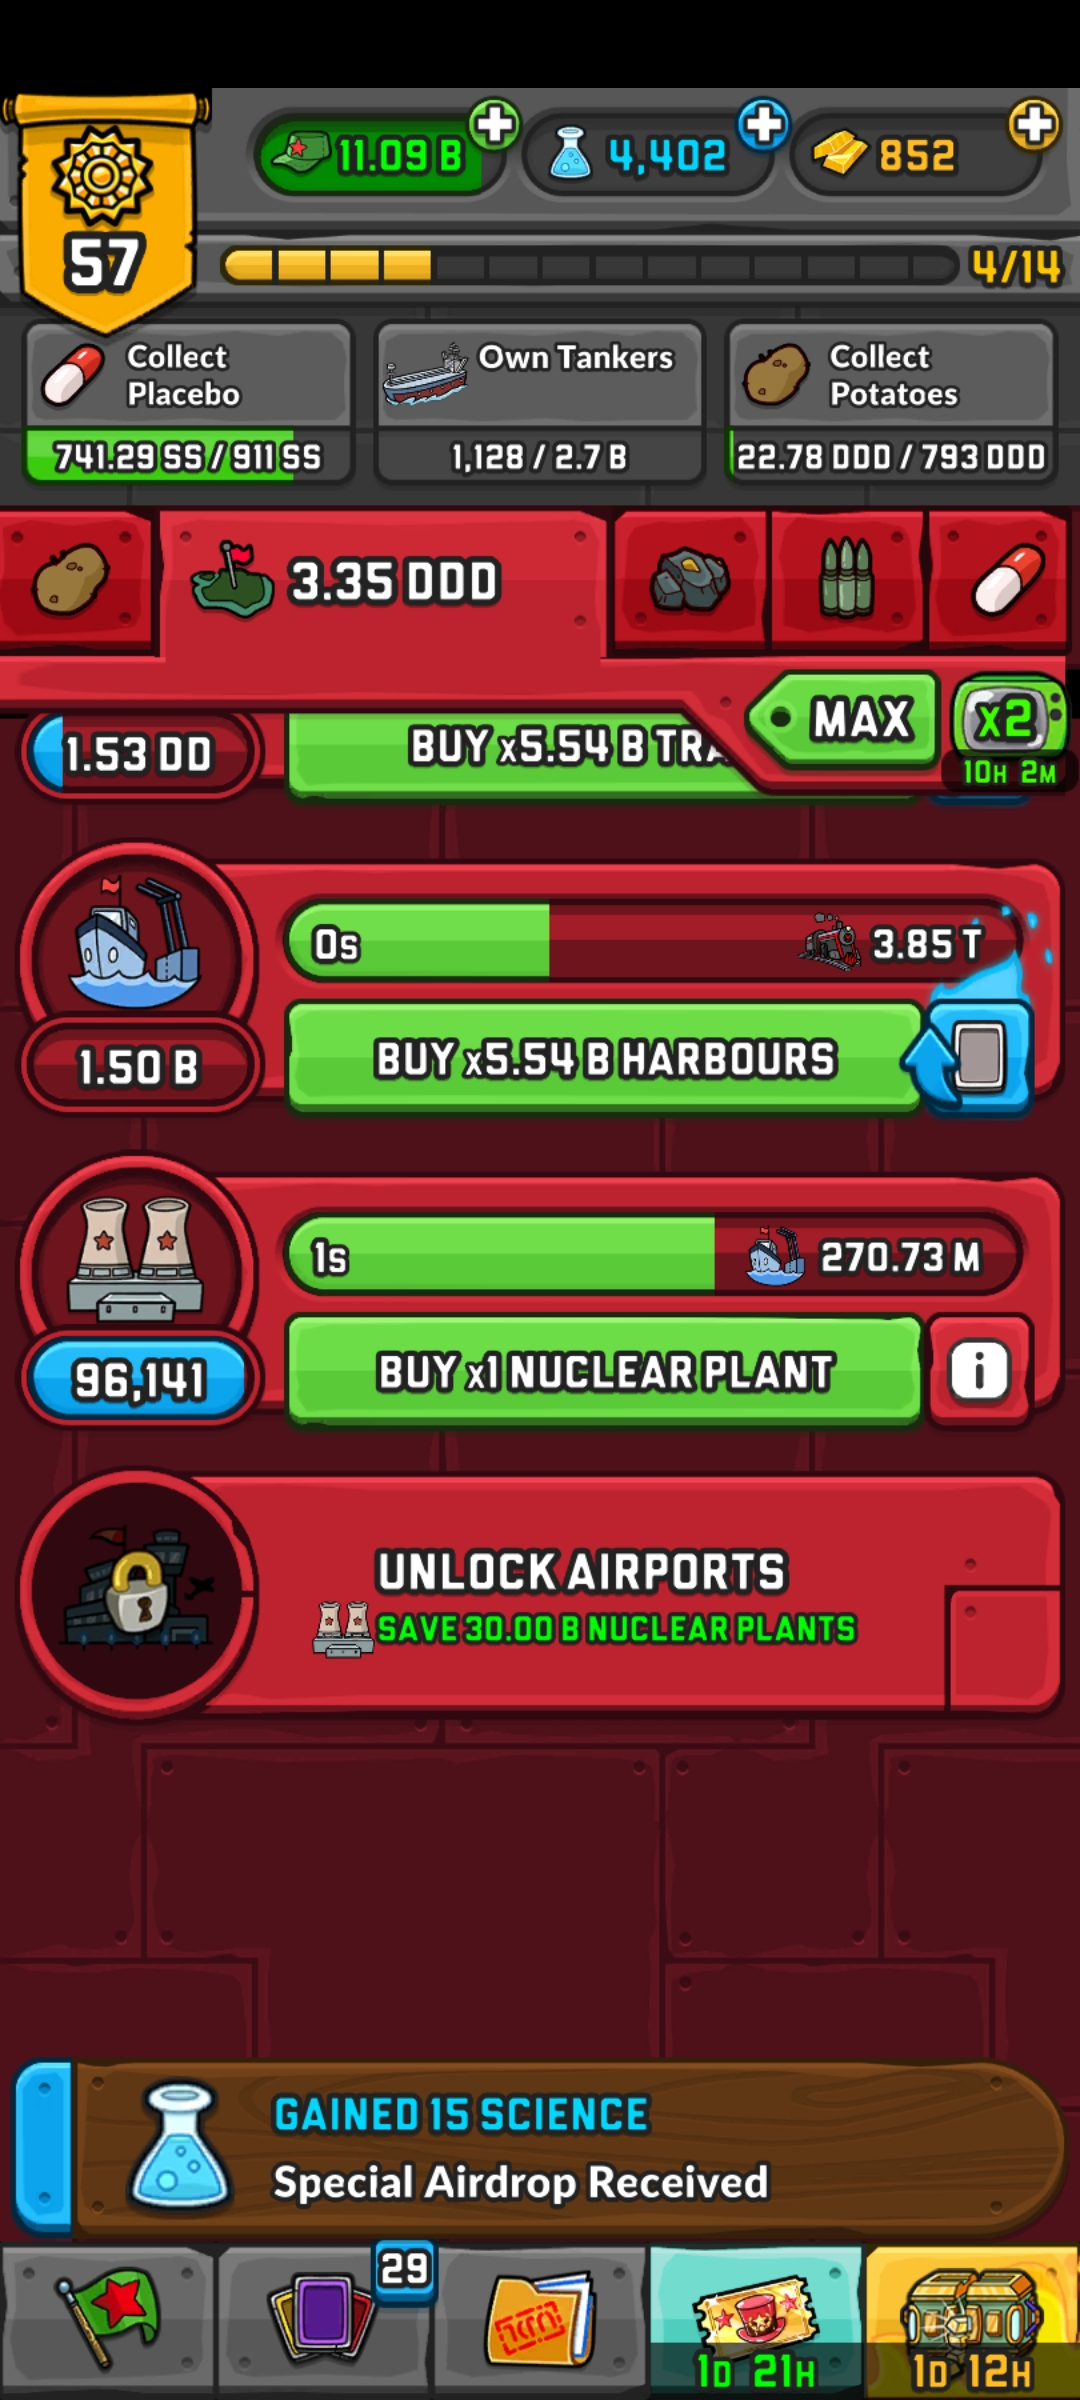 11.09 B
4,402
852
57
4/14
Collect
Placebo
741.29 SS / 911 SS
Own Tankers
1,128 / 2.7 B
Collect
Potatoes
22.78 DDD / 793 DDD
3.35 DDD
MAX
x2
10H 2M
1.53 DD
BUY x5.54 B TRA
0s
3.85 T
1.50 B
BUY x5.54 B HARBOURS
1s
270.73 M
96,141
BUY x1 NUCLEAR PLANT
i
UNLOCK AIRPORTS
SAVE 30.00 B NUCLEAR PLANTS
GAINED 15 SCIENCE
Special Airdrop Received
29
1D 21H
1D 12H